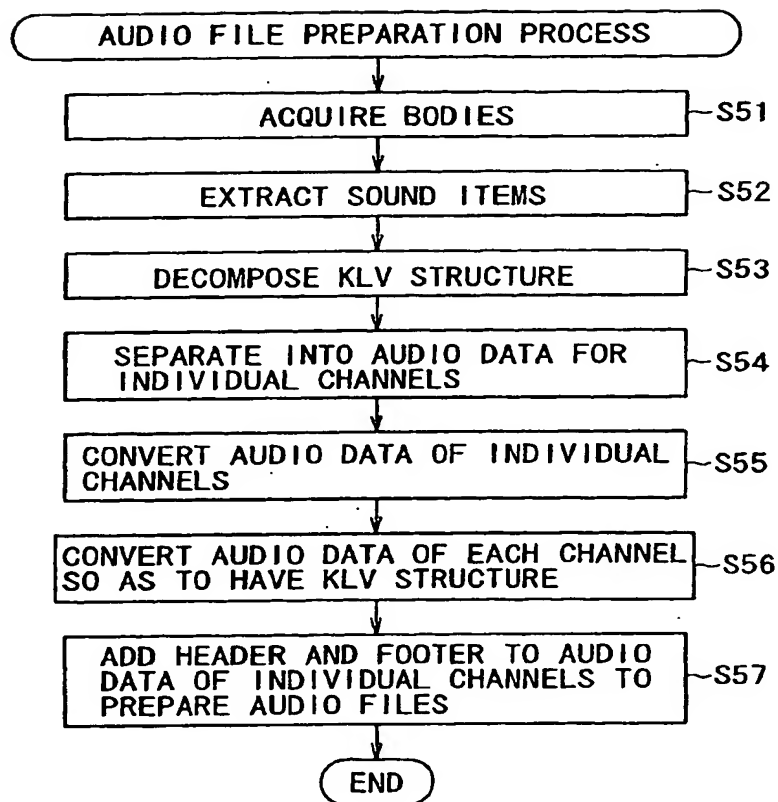 AUDIO FILE PREPARATION PROCESS
ACQUIRE BODIES
S51
EXTRACT SOUND ITEMS
S52
DECOMPOSE KLV STRUCTURE
S53
SEPARATE INTO AUDIO DATA FOR
INDIVIDUAL CHANNELS
S54
CONVERT AUDIO DATA OF INDIVIDUAL
CHANNELS
S55
CONVERT AUDIO DATA OF EACH CHANNEL
SO AS TO HAVE KLV STRUCTURE
S56
ADD HEADER AND FOOTER TO AUDIO
DATA OF INDIVIDUAL CHANNELS TO
PREPARE AUDIO FILES
S57
END